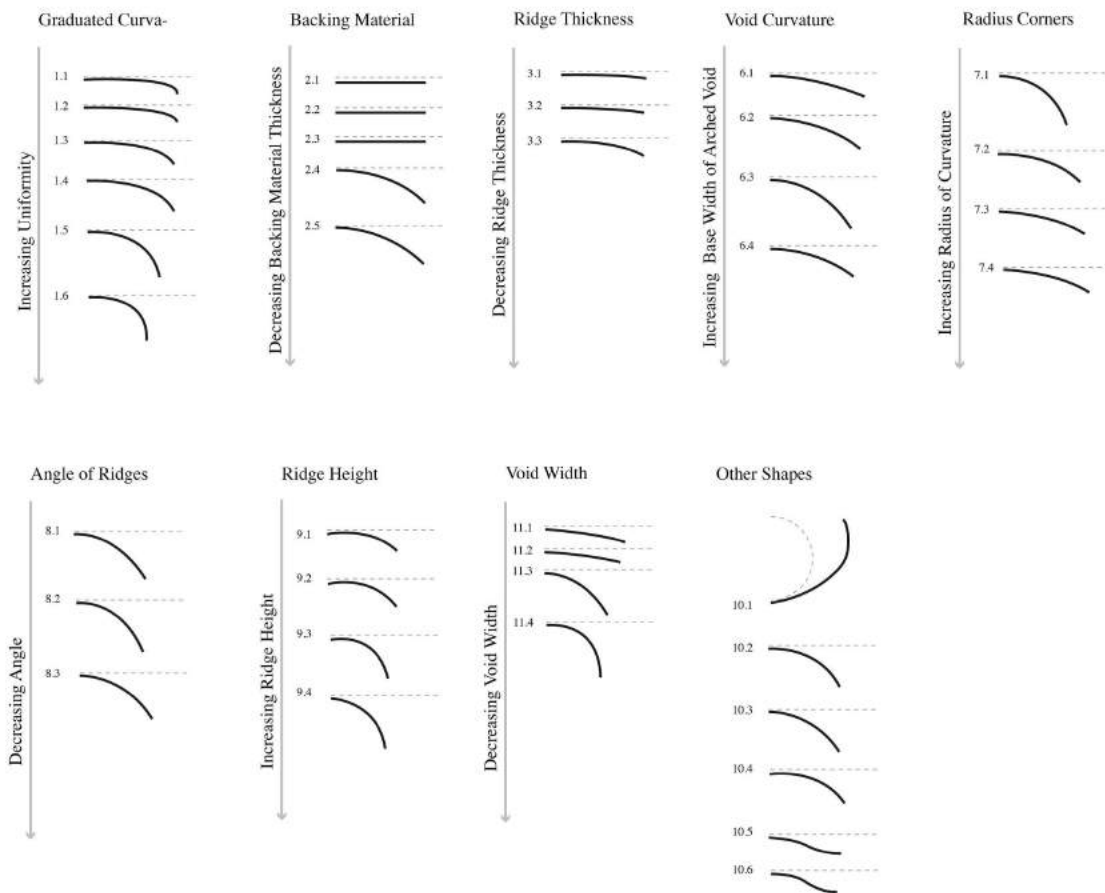 Graduated Curva-
Increasing Uniformity
1.1
1.2
1.3
1.4
1.5
1.6
Backing Material
Decreasing Backing Material Thickness
2.1
2.2
2.3
2.4
2.5
Ridge Thickness
Decreasing Ridge Thickness
3.1
3.2
3.3
Void Curvature
Increasing Base Width of Arched Void
6.1
6.2
6.3
6.4
Radius Corners
Increasing Radius of Curvature
7.1
7.2
7.3
7.4
Angle of Ridges
Decreasing Angle
8.1
8.2
8.3
Ridge Height
Increasing Ridge Height
9.1
9.2
9.3
9.4
Void Width
Decreasing Void Width
11.1
11.2
11.3
11.4
Other Shapes
10.1
10.2
10.3
10.4
10.5
10.6